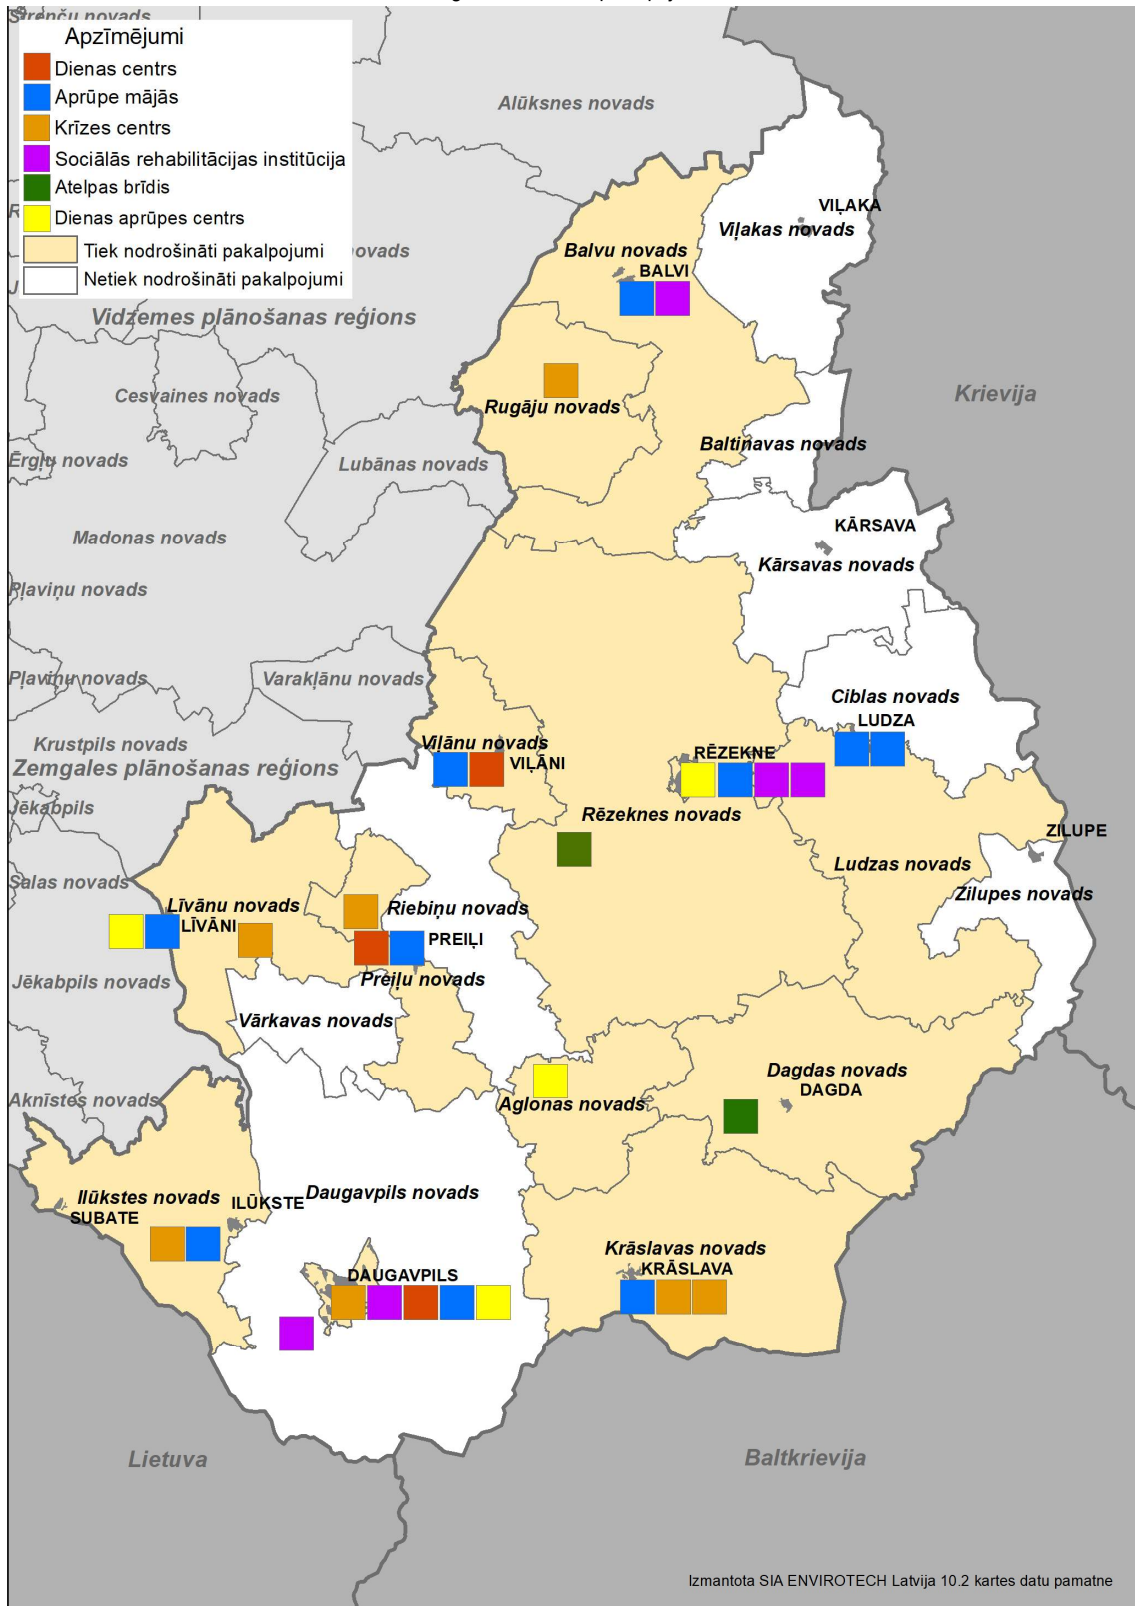 Strenču novads
Apzīmējumi
Dienas centrs
Aprūpe mājās
Krīzes centrs
Sociālās rehabilitācijas institūcija
Atelpas brīdis
Dienas aprūpes centrs
Tiek nodrošināti pakalpojumi
Netiek nodrošināti pakalpojumi
Alūksnes novads
novads
VIĻAKA
Viļakas novads
Balvu novads
BALVI
Vidzemes plānošanas reģions
Cesvaines novads
Krievija
Rugāju novads
Baltinavas novads
Ērgļu novads
Lubānas novads
KĀRSAVA
Madonas novads
Kārsavas novads
Pļaviņu novads
Pļaviņu novads
Varakļānu novads
Ciblas novads
LUDZA
Krustpils novads
Viļānu novads
VIĻĀNI
RĒZEKNE
Zemgales plānošanas reģions
Jēkabpils
Rēzeknes novads
ZILUPE
Ludzas novads
Salas novads
Zilupes novads
Līvānu novads
LĪVĀNI
Riebiņu novads
PREIĻI
Jēkabpils novads
Preiļu novads
Vārkavas novads
Dagdas novads
DAGDA
Aknīstes novads
Aglonas novads
Ilūkstes novads
SUBATE
ILŪKSTE
Daugavpils novads
Krāslavas novads
KRĀSLAVA
DAUGAVPILS
Lietuva
Baltkrievija
Izmantota SIA ENVIROTECH Latvija 10.2 kartes datu pamatne